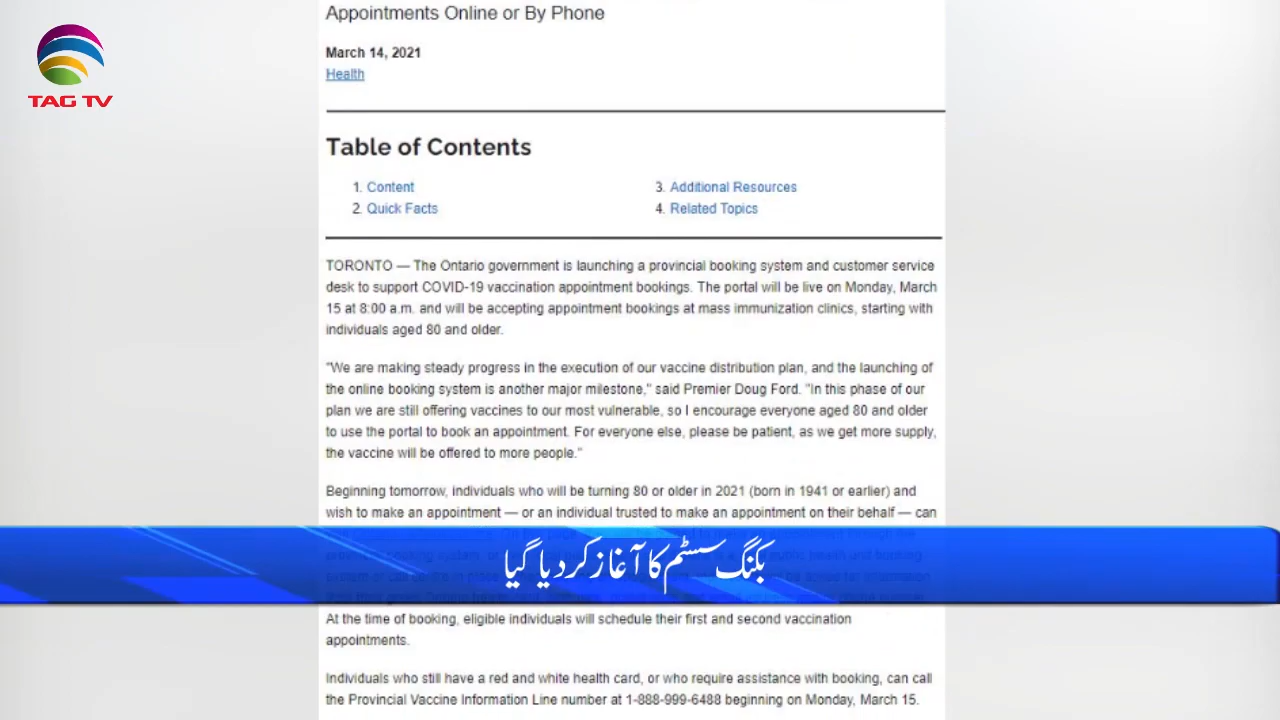 TAG TV
Appointments Online or By Phone
March 14, 2021
Health
Table of Contents
1. Content
2. Quick Facts
3. Additional Resources
4. Related Topics
TORONTO — The Ontario government is launching a provincial booking system and customer service
desk to support COVID-19 vaccination appointment bookings. The portal will be live on Monday, March
15 at 8:00 a.m. and will be accepting appointment bookings at mass immunization clinics, starting with
individuals aged 80 and older.
"We are making steady progress in the execution of our vaccine distribution plan, and the launching of
the online booking system is another major milestone," said Premier Doug Ford. "In this phase of our
plan we are still offering vaccines to our most vulnerable, so I encourage everyone aged 80 and older
to use the portal to book an appointment. For everyone else, please be patient, as we get more supply,
the vaccine will be offered to more people."
Beginning tomorrow, individuals who will be turning 80 or older in 2021 (born in 1941 or earlier) and
wish to make an appointment — or an individual trusted to make an appointment on their behalf — can
بکنگ سسٹم کا آغاز کر دیا گیا
At the time of booking, eligible individuals will schedule their first and second vaccination
appointments.
Individuals who still have a red and white health card, or who require assistance with booking, can call
the Provincial Vaccine Information Line number at 1-888-999-6488 beginning on Monday, March 15.